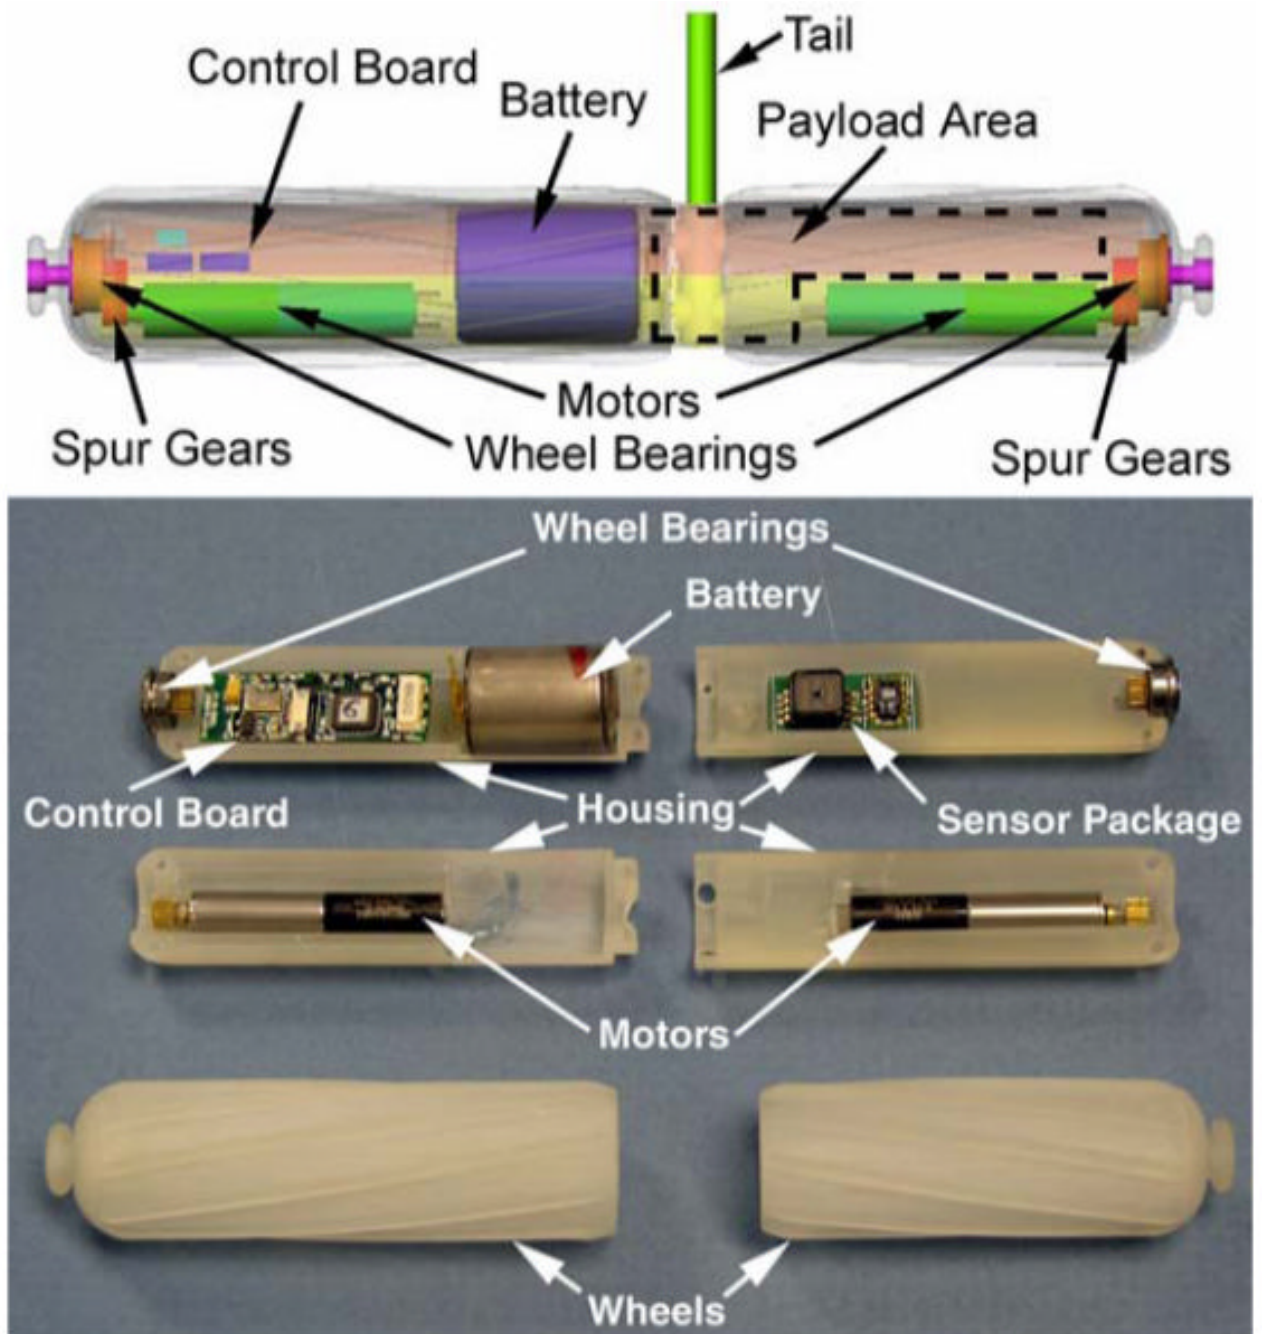 Tail
Control Board
Battery
Payload Area
Motors
Spur Gears
Wheel Bearings
Spur Gears
Wheel Bearings
Battery
Control Board
Housing
Sensor Package
Motors
Wheels